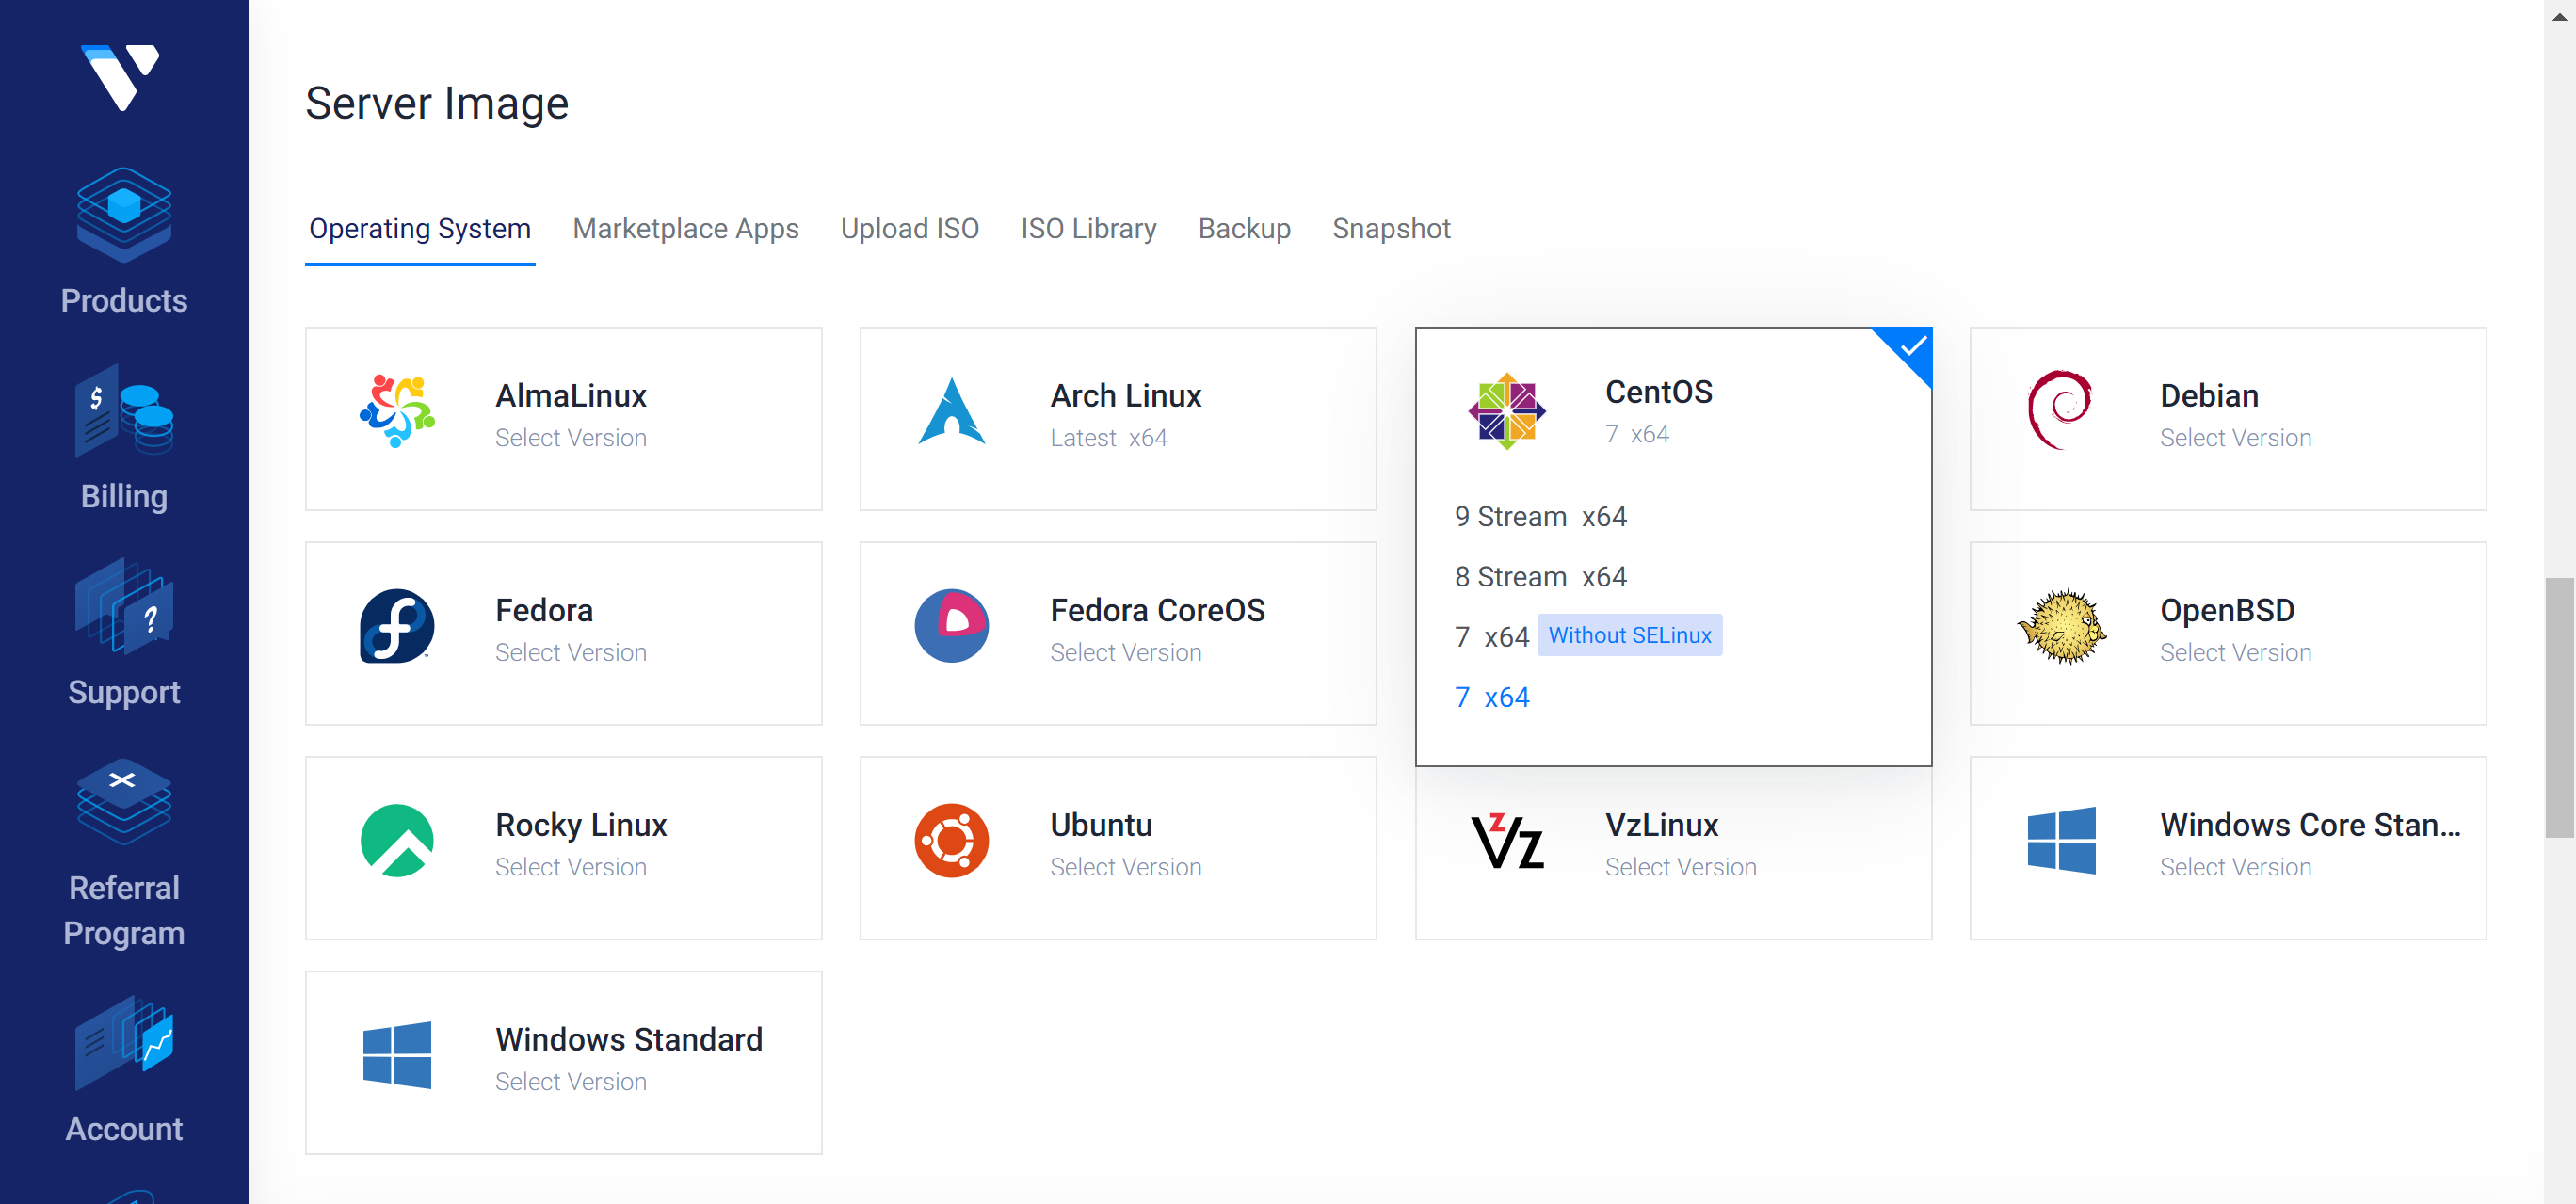 Products
Billing
Support
Referral
Program
Account
Server Image
Operating System Marketplace Apps Upload ISO ISO Library Backup Snapshot
AlmaLinux
Select Version
Arch Linux
Latest x64
CentOS
7 x64
9 Stream x64
8 Stream x64
7 x64 Without SELinux
7 x64
Debian
Select Version
Fedora
Select Version
Fedora CoreOS
Select Version
OpenBSD
Select Version
Rocky Linux
Select Version
Ubuntu
Select Version
VzLinux
Select Version
Windows Core Stan...
Select Version
Windows Standard
Select Version